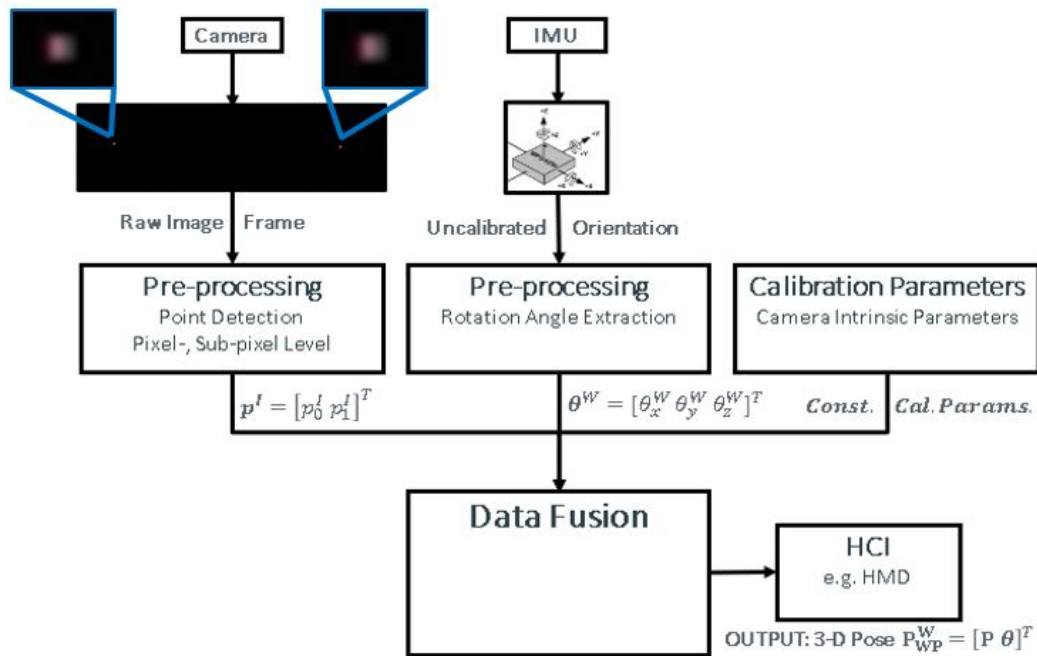 Camera
IMU
Raw Image Frame
Uncalibrated Orientation
Pre-processing
Point Detection
Pixel-, Sub-pixel Level
Pre-processing
Rotation Angle Extraction
Calibration Parameters
Camera Intrinsic Parameters
p^I = [p_0^I p_1^I]^T
θ^W = [θ_x^W θ_y^W θ_z^W]^T
Const. Cal. Params.
Data Fusion
HCI
e.g. HMD
OUTPUT: 3-D Pose P_WP^W = [P θ]^T